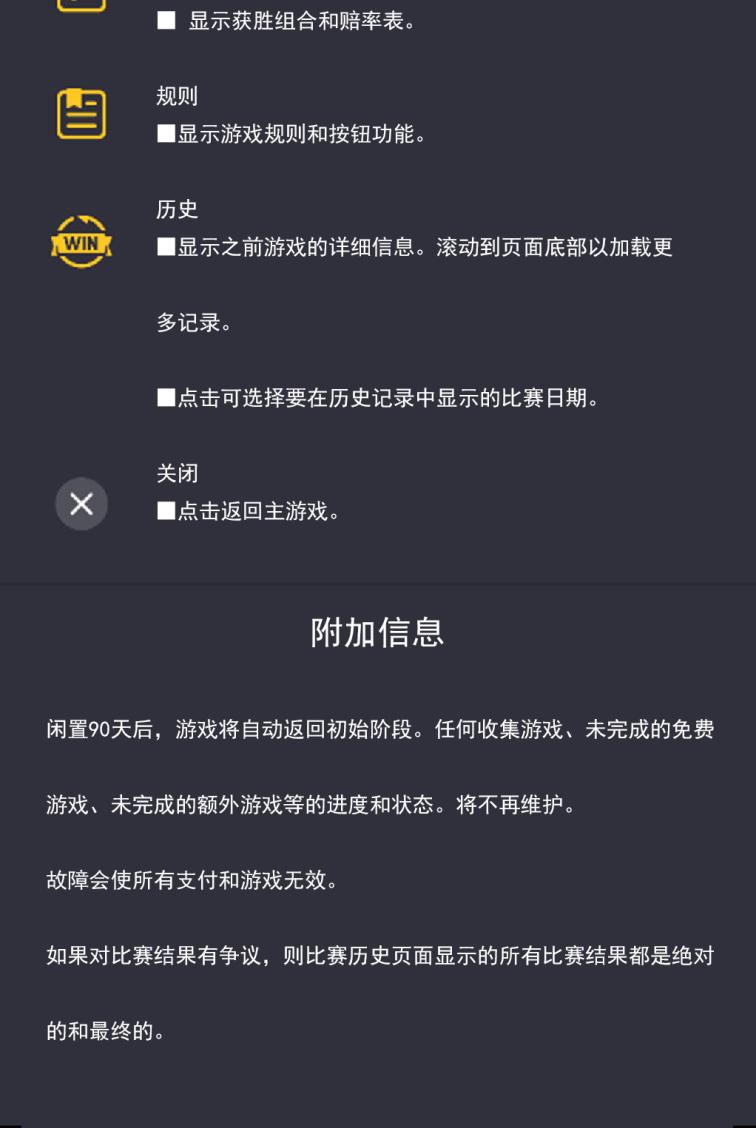 ■ 显示获胜组合和赔率表。
规则
■显示游戏规则和按钮功能。
历史
WIN
■显示之前游戏的详细信息。滚动到页面底部以加载更
多记录。
■点击可选择要在历史记录中显示的比赛日期。
关闭
■点击返回主游戏。
附加信息
闲置90天后，游戏将自动返回初始阶段。任何收集游戏、未完成的免费
游戏、未完成的额外游戏等的进度和状态。将不再维护。
故障会使所有支付和游戏无效。
如果对比赛结果有争议，则比赛历史页面显示的所有比赛结果都是绝对
的和最终的。